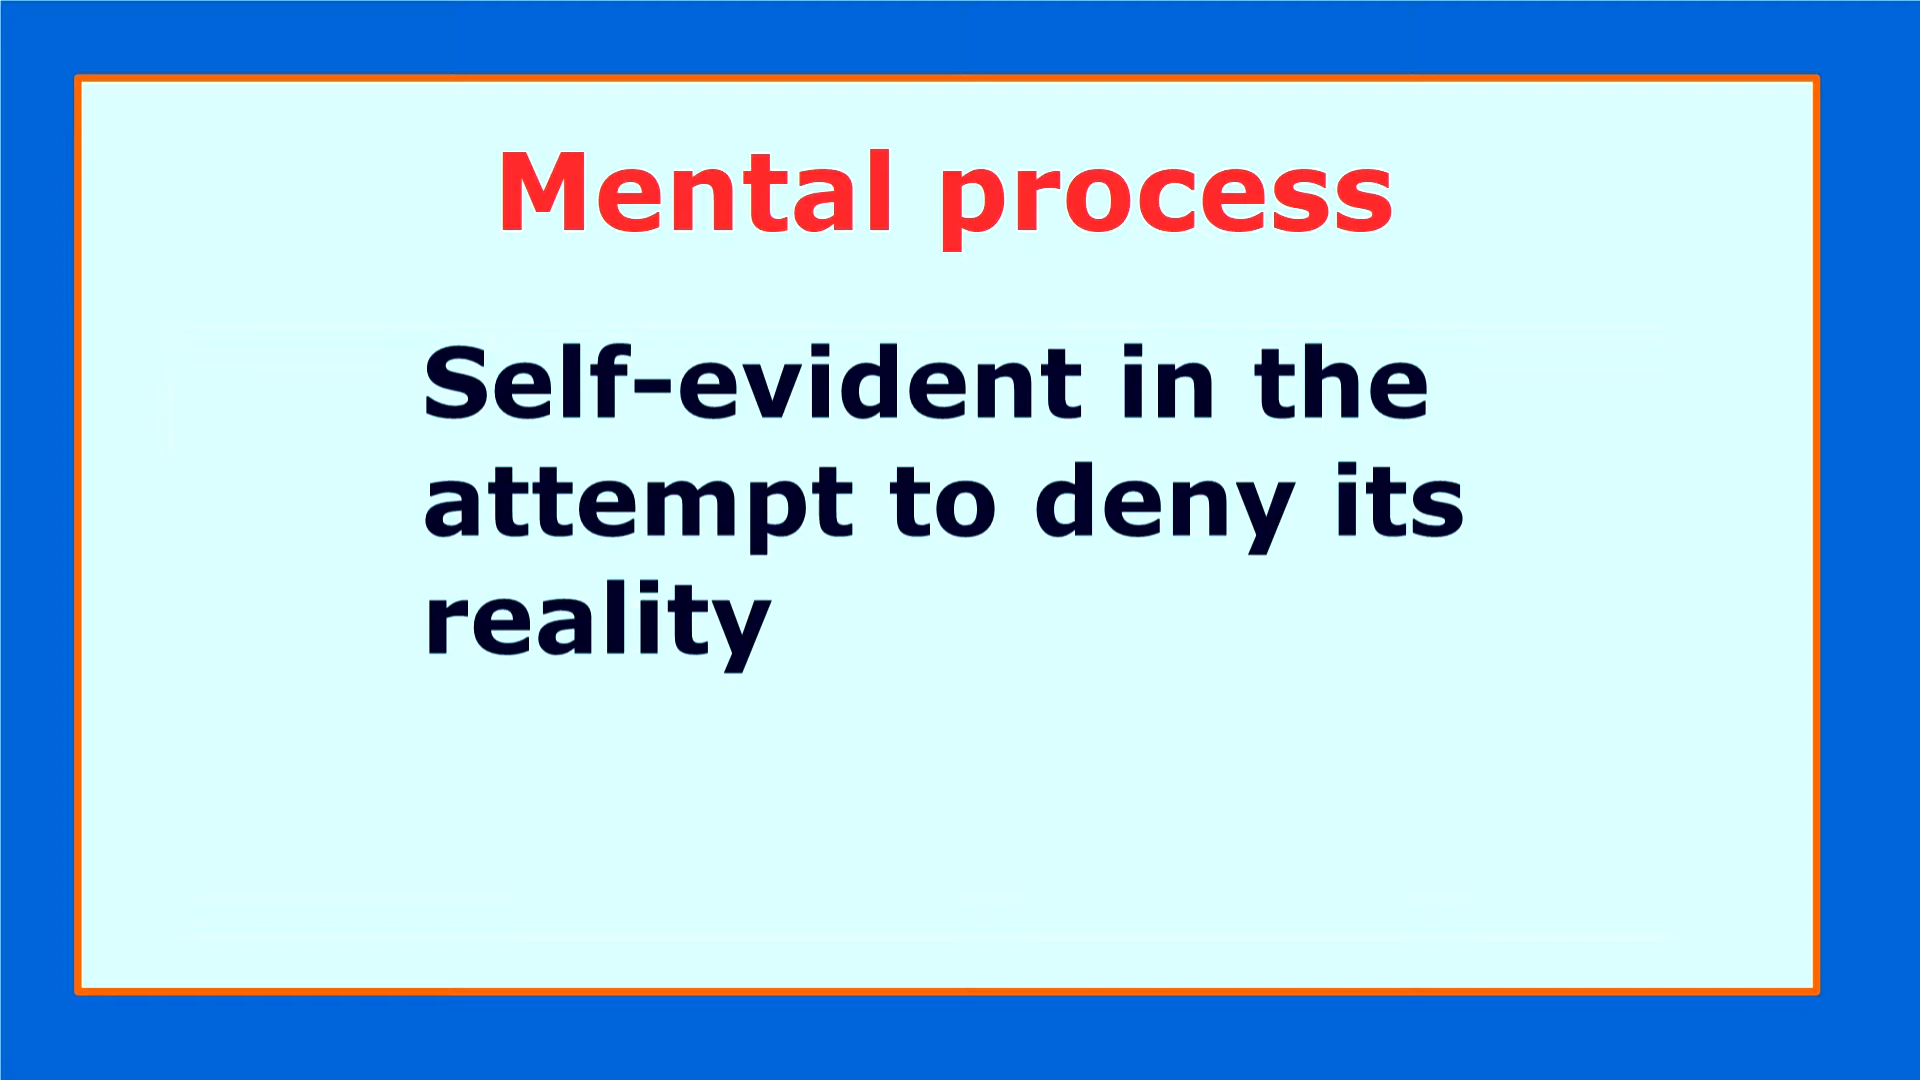 Mental process
Self-evident in the
attempt to deny its
reality